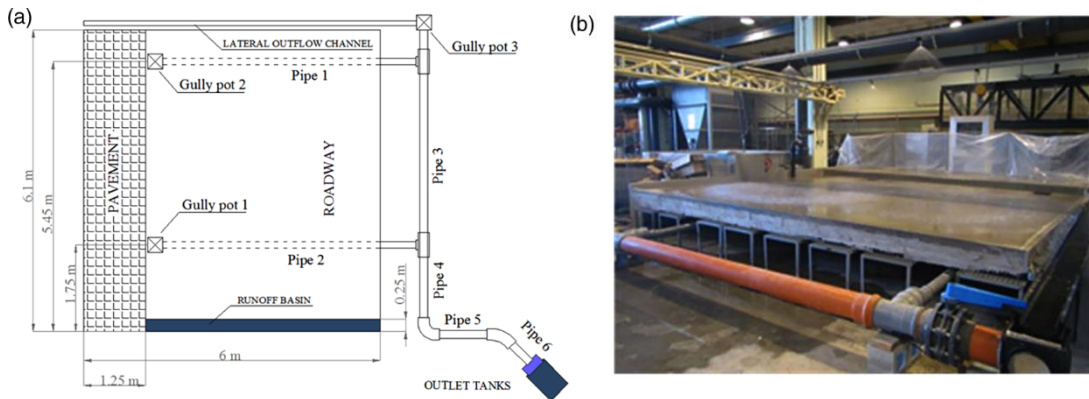 (a)
LATERAL OUTFLOW CHANNEL
Gully pot 3
Pipe 1
Gully pot 2
PAVEMENT
ROADWAY
Pipe 3
6.1 m
5.45 m
Gully pot 1
Pipe 2
1.75 m
Pipe 4
0.25 m
RUNOFF BASIN
Pipe 5
Pipe 6
6 m
1.25 m
OUTLET TANKS
(b)